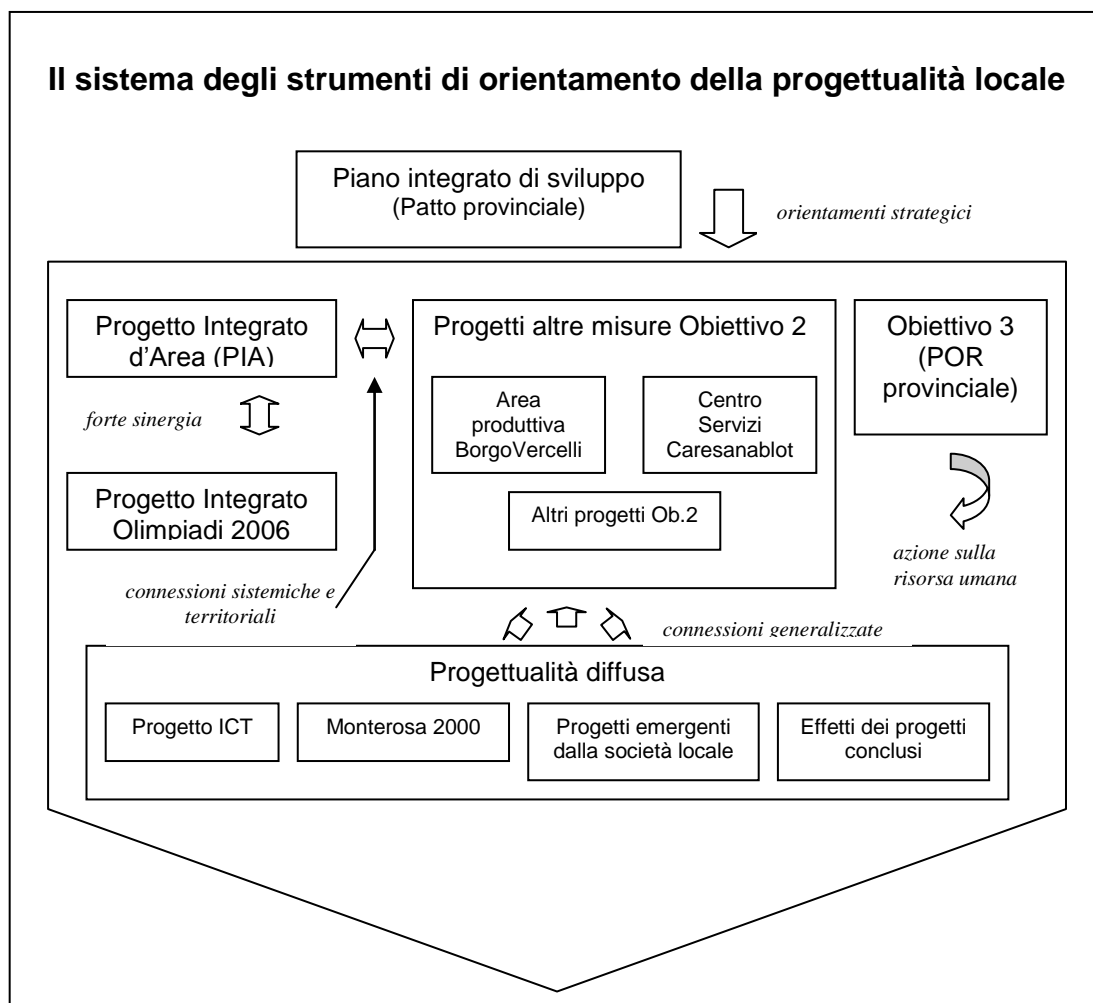 Il sistema degli strumenti di orientamento della progettualità locale
Piano integrato di sviluppo
(Patto provinciale)
orientamenti strategici
Progetto Integrato
d'Area (PIA)
forte sinergia
Progetto Integrato
Olimpiadi 2006
connessioni sistemiche e
territoriali
Progetti altre misure Obiettivo 2
Area
produttiva
BorgoVercelli
Centro
Servizi
Caresanablot
Altri progetti Ob.2
Obiettivo 3
(POR
provinciale)
azione sulla
risorsa umana
connessioni generalizzate
Progettualità diffusa
Progetto ICT
Monterosa 2000
Progetti emergenti
dalla società locale
Effetti dei progetti
conclusi